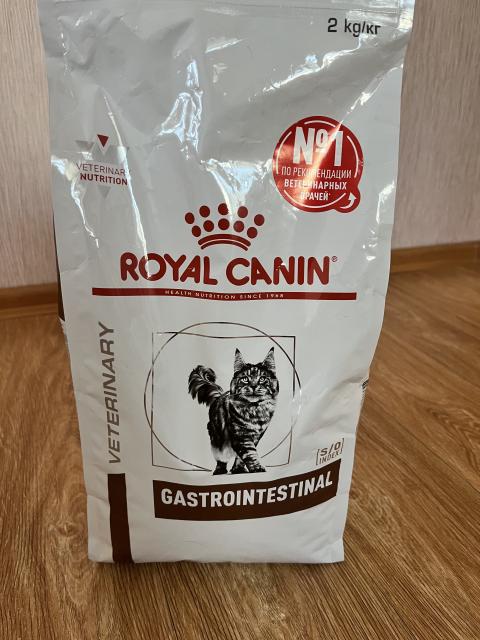 2 kg/кг
№1
ПО РЕКОМЕНДАЦИИ
ВЕТЕРИНАРНЫХ
ВРАЧЕЙ*
VETERINARY
NUTRITION
ROYAL CANIN®
HEALTH NUTRITION SINCE 1968
VETERINARY
S/O
INDEX
GASTROINTESTINAL